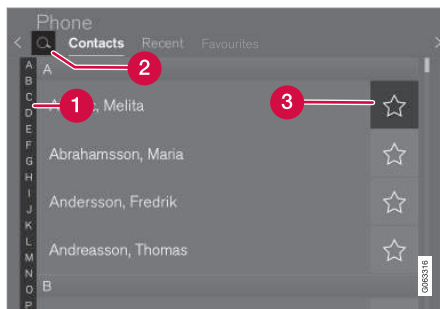 Phone
Contacts Recent Favourites
2
A
B
C
D
E
F
G
H
I
J
K
L
M
N
O
P
A
1
Melita
3
Abrahamsson, Maria
Andersson, Fredrik
Andreasson, Thomas
B
G063316